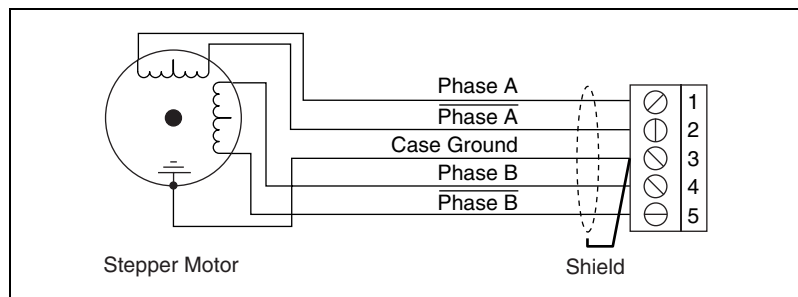 Phase A
1
Phase A
2
Case Ground
3
Phase B
4
Phase B
5
Stepper Motor
Shield